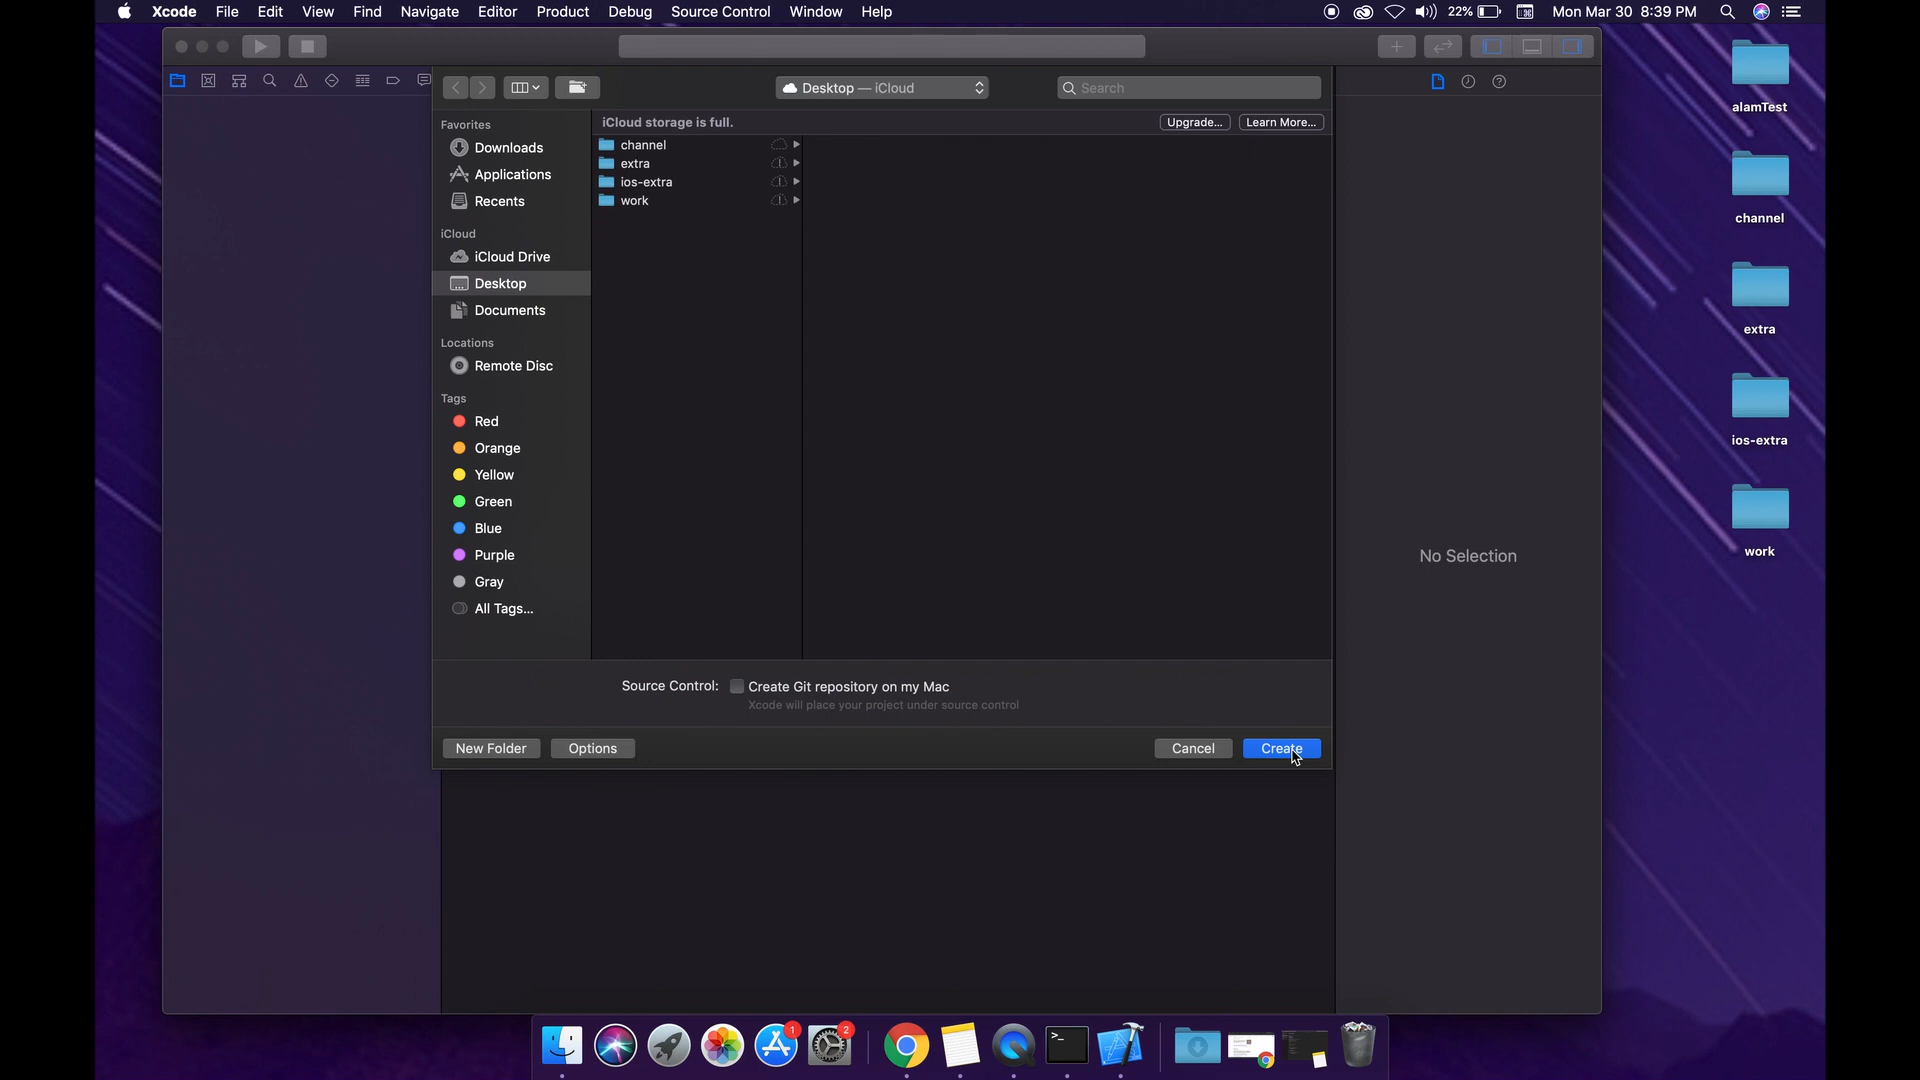 Xcode File Edit View Find Navigate Editor Product Debug Source Control Window Help
22% Mon Mar 30 8:39 PM
Desktop — iCloud
Search
iCloud storage is full.
Upgrade... Learn More...
Favorites
Downloads
Applications
Recents
iCloud
iCloud Drive
Desktop
Documents
Locations
Remote Disc
Tags
Red
Orange
Yellow
Green
Blue
Purple
Gray
All Tags...
channel
extra
ios-extra
work
Source Control: Create Git repository on my Mac
Xcode will place your project under source control
New Folder Options Cancel Create
No Selection
alamTest
channel
extra
ios-extra
work
1
2